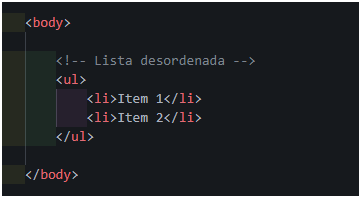 <body>
<!-- Lista desordenada -->
<ul>
<li>Item 1</li>
<li>Item 2</li>
</ul>
</body>